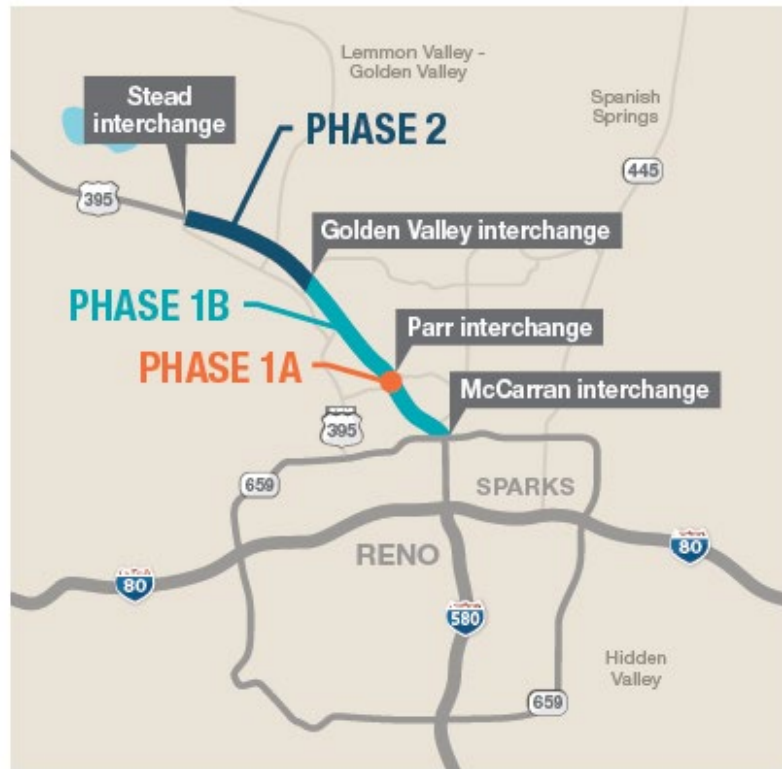 Lemmon Valley -
Golden Valley
Stead
interchange
Spanish
Springs
PHASE 2
445
395
Golden Valley interchange
PHASE 1B
Parr interchange
PHASE 1A
McCarran interchange
395
659
SPARKS
RENO
80
80
580
Hidden
Valley
659